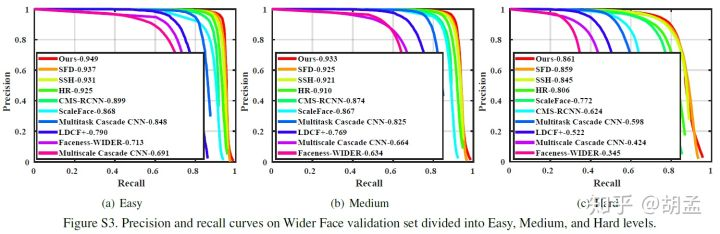 1
0.8
0.6
0.4
0.2
0
Precision
Ours-0.949
SFD-0.937
SSH-0.931
HR-0.925
CMS-RCNN-0.899
ScaleFace-0.868
Multitask Cascade CNN-0.848
LDCF+-0.790
Faceness-WIDER-0.713
Multiscale Cascade CNN-0.691
0 0.2 0.4 0.6 0.8 1
Recall
(a) Easy
1
0.8
0.6
0.4
0.2
0
Precision
Ours-0.933
SFD-0.925
SSH-0.921
HR-0.910
CMS-RCNN-0.874
ScaleFace-0.867
Multitask Cascade CNN-0.825
LDCF+-0.769
Multiscale Cascade CNN-0.664
Faceness-WIDER-0.634
0 0.2 0.4 0.6 0.8 1
Recall
(b) Medium
1
0.8
0.6
0.4
0.2
0
Precision
Ours-0.861
SFD-0.859
SSH-0.845
HR-0.806
ScaleFace-0.772
CMS-RCNN-0.624
Multitask Cascade CNN-0.598
LDCF+-0.522
Multiscale Cascade CNN-0.424
Faceness-WIDER-0.345
0 0.2 0.4 0.6 0.8 1
Recall
(c) Hard
知乎 @胡孟
Figure S3. Precision and recall curves on Wider Face validation set divided into Easy, Medium, and Hard levels.